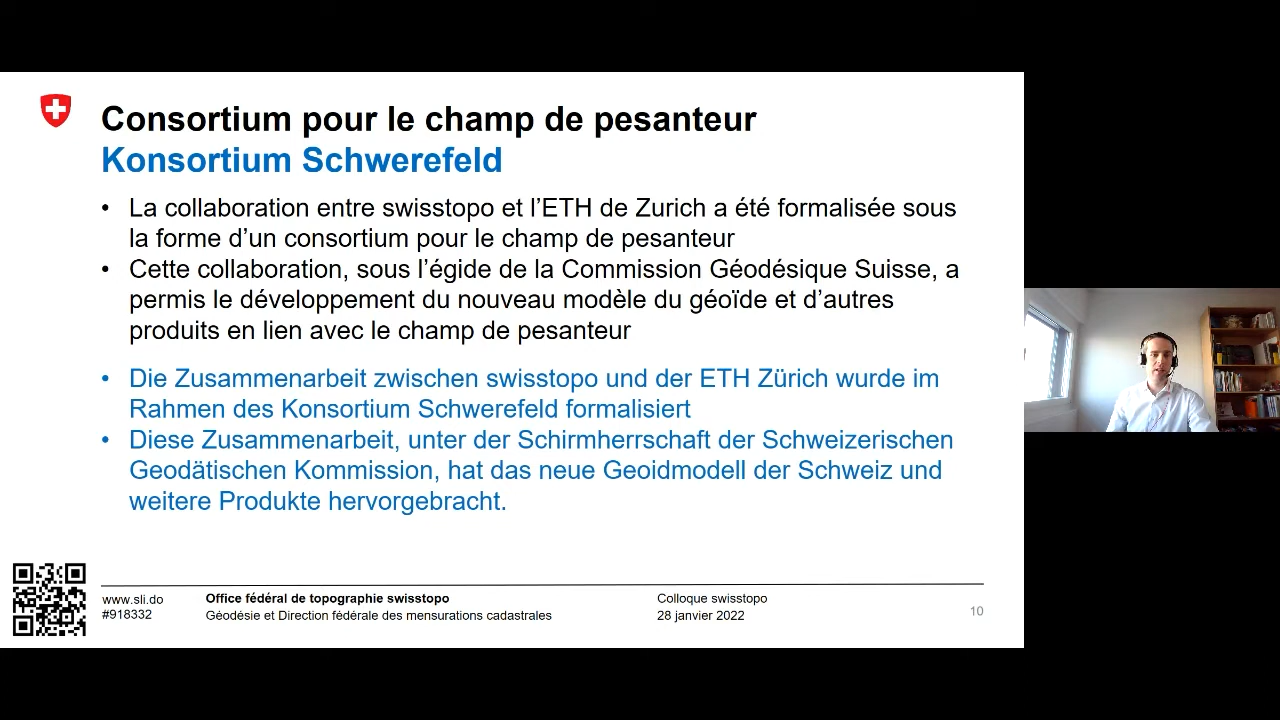 Consortium pour le champ de pesanteur
Konsortium Schwerefeld
• La collaboration entre swisstopo et l’ETH de Zurich a été formalisée sous
la forme d’un consortium pour le champ de pesanteur
• Cette collaboration, sous l’égide de la Commission Géodésique Suisse, a
permis le développement du nouveau modèle du géoïde et d’autres
produits en lien avec le champ de pesanteur
• Die Zusammenarbeit zwischen swisstopo und der ETH Zürich wurde im
Rahmen des Konsortium Schwerefeld formalisiert
• Diese Zusammenarbeit, unter der Schirmherrschaft der Schweizerischen
Geodätischen Kommission, hat das neue Geoidmodell der Schweiz und
weitere Produkte hervorgebracht.
www.sli.do
#918332
Office fédéral de topographie swisstopo
Géodésie et Direction fédérale des mensurations cadastrales
Colloque swisstopo
28 janvier 2022
10